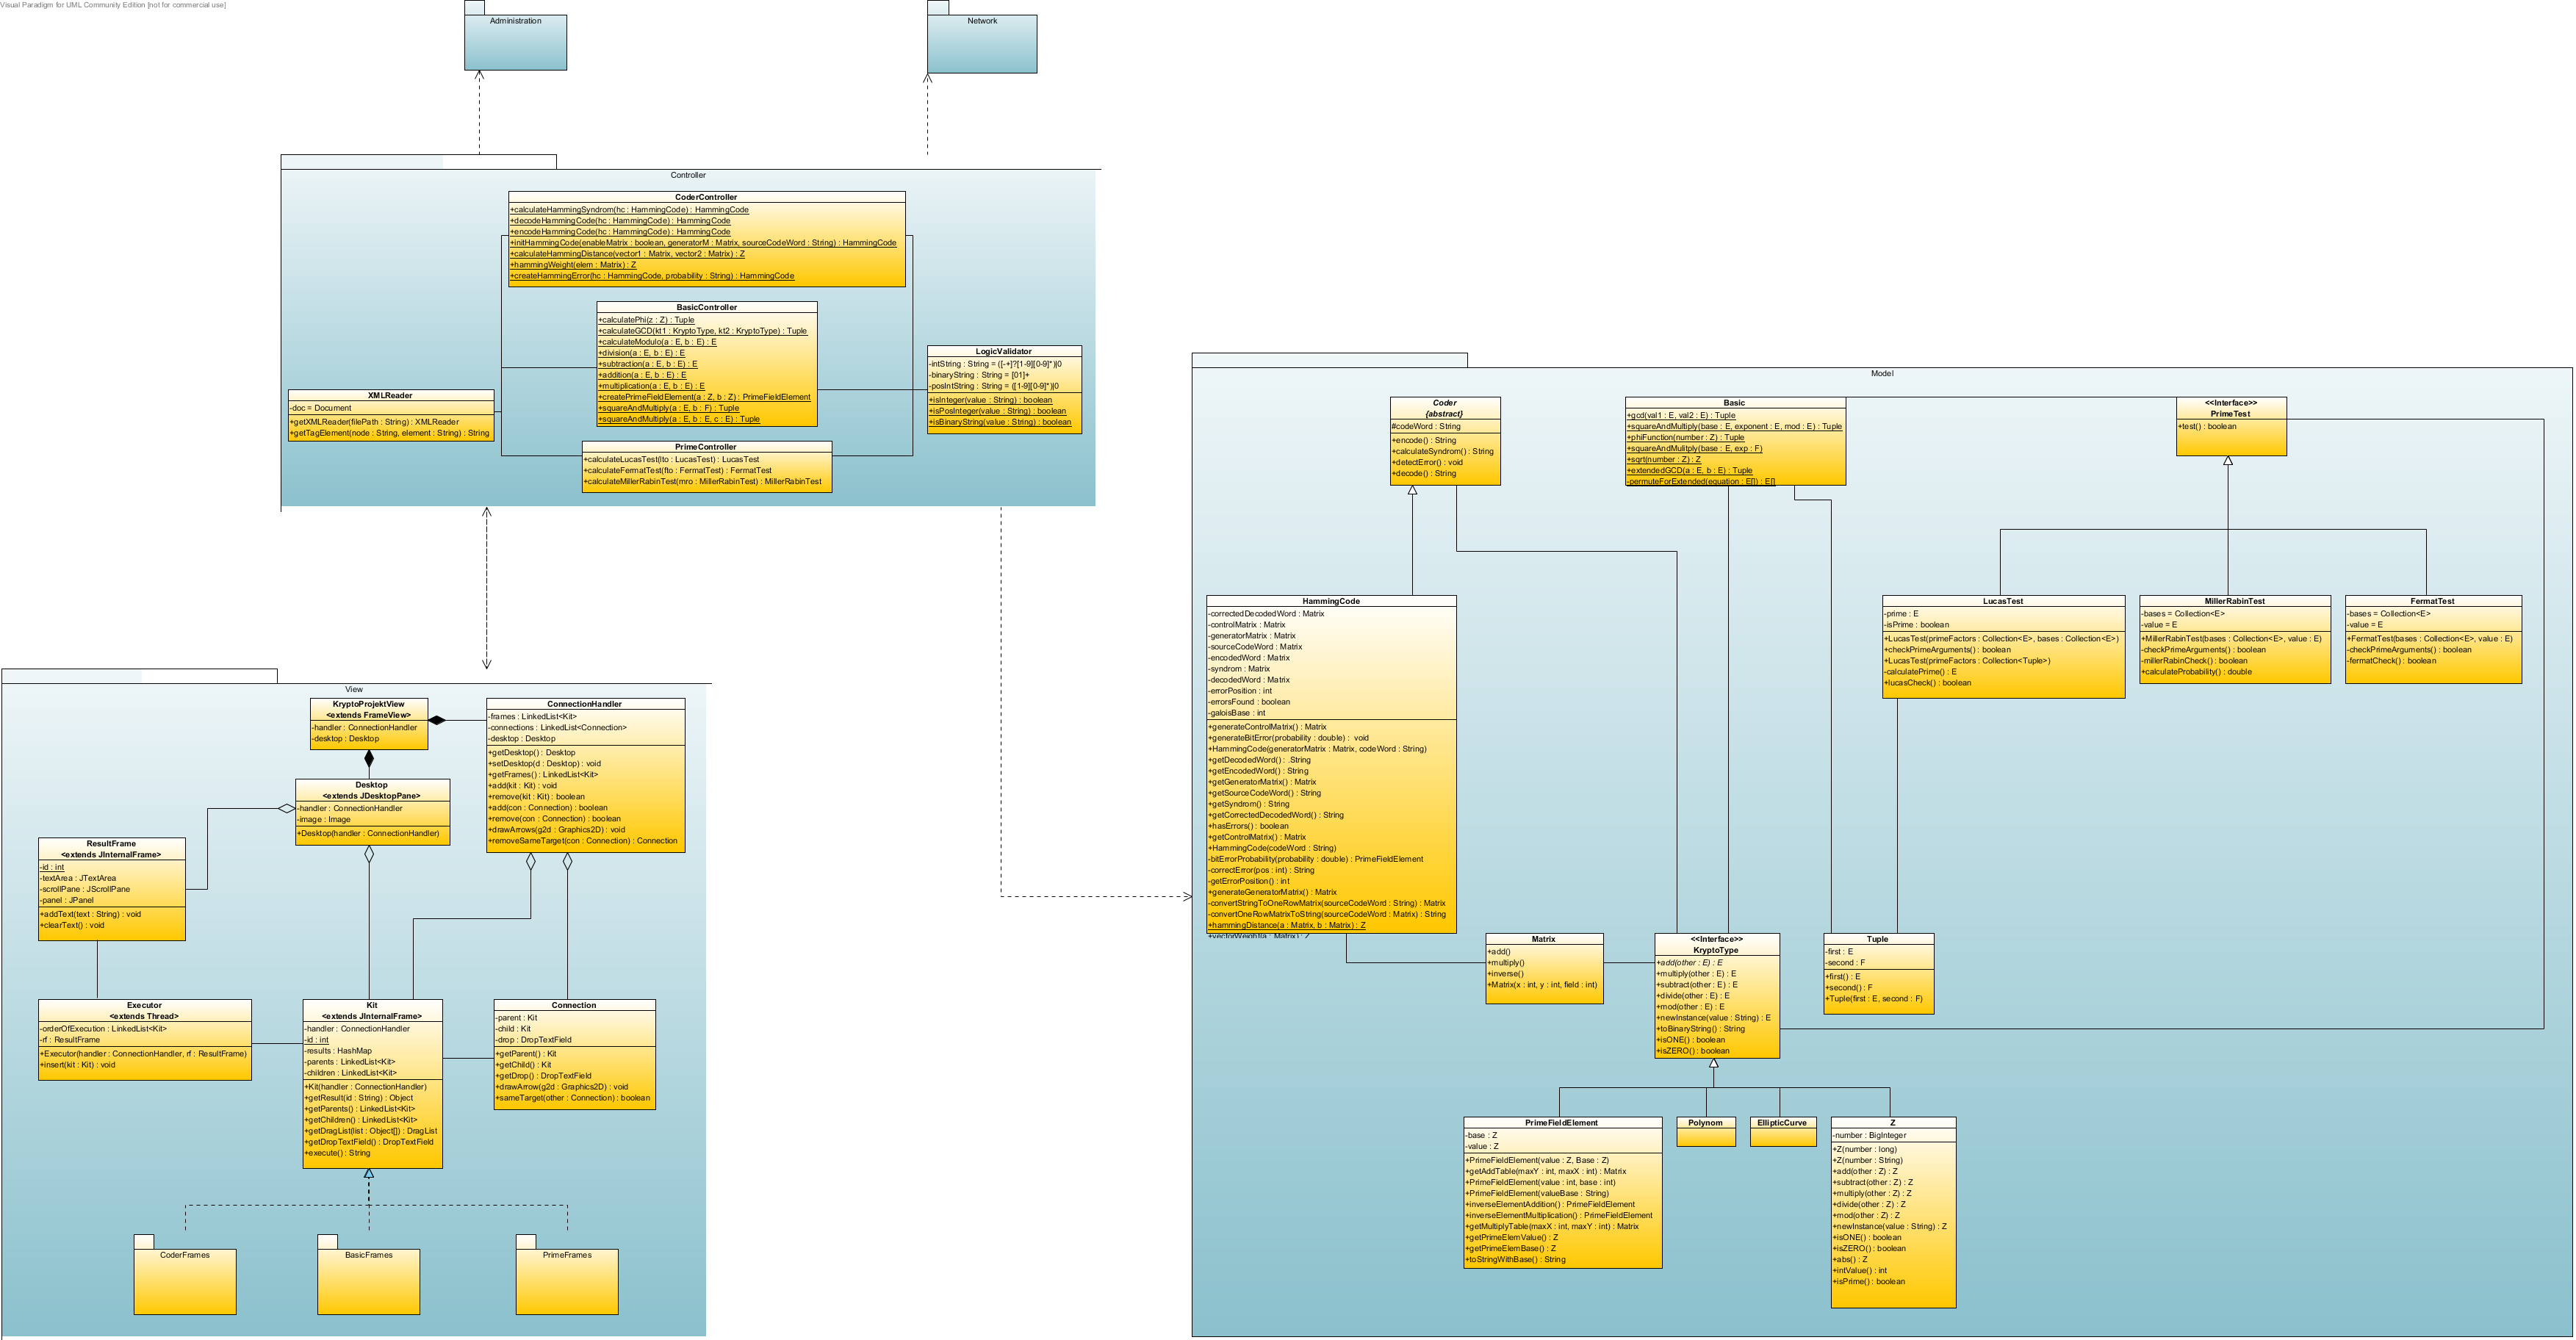 Visual Paradigm for UML Community Edition [not for commercial use]
Administration
Network
Controller
CoderController
+calculateHammingSyndrom(hc : HammingCode) : HammingCode
+decodeHammingCode(hc : HammingCode) : HammingCode
+encodeHammingCode(hc : HammingCode) : HammingCode
+initHammingCode(enableMatrix : boolean, generatorM : Matrix, sourceCodeWord : String) : HammingCode
+calculateHammingDistance(vector1 : Matrix, vector2 : Matrix) : Z
+hammingWeight(elem : Matrix) : Z
+createHammingError(hc : HammingCode, probability : String) : HammingCode
BasicController
+calculatePhi(z : Z) : Tuple
+calculateGCD(kt1 : KryptoType, kt2 : KryptoType) : Tuple
+calculateModulo(a : E, b : E) : E
+division(a : E, b : E) : E
+subtraction(a : E, b : E) : E
+addition(a : E, b : E) : E
+multiplication(a : E, b : E) : E
+createPrimeFieldElement(a : Z, b : Z) : PrimeFieldElement
+squareAndMultiply(a : E, b : F) : Tuple
+squareAndMultiply(a : E, b : E, c : E) : Tuple
LogicValidator
-intString : String = ([-+]?[1-9][0-9]*)|0
-binaryString : String = [01]+
-posIntString : String = ([1-9][0-9]*)|0
+isInteger(value : String) : boolean
+isPosInteger(value : String) : boolean
+isBinaryString(value : String) : boolean
XMLReader
-doc = Document
+getXMLReader(filePath : String) : XMLReader
+getTagElement(node : String, element : String) : String
PrimeController
+calculateLucasTest(lto : LucasTest) : LucasTest
+calculateFermatTest(fto : FermatTest) : FermatTest
+calculateMillerRabinTest(mro : MillerRabinTest) : MillerRabinTest
View
KryptoProjektView
<extends FrameView>
-handler : ConnectionHandler
-desktop : Desktop
ConnectionHandler
-frames : LinkedList<Kit>
-connections : LinkedList<Connection>
-desktop : Desktop
+getDesktop() : Desktop
+setDesktop(d : Desktop) : void
+getFrames() : LinkedList<Kit>
+add(kit : Kit) : void
+remove(kit : Kit) : boolean
+add(con : Connection) : boolean
+remove(con : Connection) : boolean
+drawArrows(g2d : Graphics2D) : void
+removeSameTarget(con : Connection) : Connection
Desktop
<extends JDesktopPane>
-handler : ConnectionHandler
-image : Image
+Desktop(handler : ConnectionHandler)
ResultFrame
<extends JInternalFrame>
-id : int
-textArea : JTextArea
-scrollPane : JScrollPane
-panel : JPanel
+addText(text : String) : void
+clearText() : void
Executor
<extends Thread>
-orderOfExecution : LinkedList<Kit>
-rf : ResultFrame
+Executor(handler : ConnectionHandler, rf : ResultFrame)
+insert(kit : Kit) : void
Kit
<extends JInternalFrame>
-handler : ConnectionHandler
-id : int
-results : HashMap
-parents : LinkedList<Kit>
-children : LinkedList<Kit>
+Kit(handler : ConnectionHandler)
+getResult(id : String) : Object
+getParents() : LinkedList<Kit>
+getChildren() : LinkedList<Kit>
+getDragList(list : Object[]) : DragList
+getDropTextField() : DropTextField
+execute() : String
Connection
-parent : Kit
-child : Kit
-drop : DropTextField
+getParent() : Kit
+getChild() : Kit
+getDrop() : DropTextField
+drawArrow(g2d : Graphics2D) : void
+sameTarget(other : Connection) : boolean
CoderFrames
BasicFrames
PrimeFrames
Model
Coder
{abstract}
#codeWord : String
+encode() : String
+calculateSyndrom() : String
+detectError() : void
+decode() : String
Basic
+gcd(val1 : E, val2 : E) : Tuple
+squareAndMultiply(base : E, exponent : E, mod : E) : Tuple
+phiFunction(number : Z) : Tuple
+squareAndMulitply(base : E, exp : F)
+sqrt(number : Z) : Z
+extendedGCD(a : E, b : E) : Tuple
-permuteForExtended(equation : E[]) : E[]
<<Interface>>
PrimeTest
+test() : boolean
HammingCode
-correctedDecodedWord : Matrix
-controlMatrix : Matrix
-generatorMatrix : Matrix
-sourceCodeWord : Matrix
-encodedWord : Matrix
-syndrom : Matrix
-decodedWord : Matrix
-errorPosition : int
-errorsFound : boolean
-galoisBase : int
+generateControlMatrix() : Matrix
+generateBitError(probability : double) : void
+HammingCode(generatorMatrix : Matrix, codeWord : String)
+getDecodedWord() : .String
+getEncodedWord() : String
+getGeneratorMatrix() : Matrix
+getSourceCodeWord() : String
+getSyndrom() : String
+getCorrectedDecodedWord() : String
+hasErrors() : boolean
+getControlMatrix() : Matrix
+HammingCode(codeWord : String)
-bitErrorProbability(probability : double) : PrimeFieldElement
-correctError(pos : int) : String
-getErrorPosition() : int
+generateGeneratorMatrix() : Matrix
-convertStringToOneRowMatrix(sourceCodeWord : String) : Matrix
-convertOneRowMatrixToString(sourceCodeWord : Matrix) : String
+hammingDistance(a : Matrix, b : Matrix) : Z
+vectorWeight(a : Matrix) : Z
LucasTest
-prime : E
-isPrime : boolean
+LucasTest(primeFactors : Collection<E>, bases : Collection<E>)
+checkPrimeArguments() : boolean
+LucasTest(primeFactors : Collection<Tuple>)
-calculatePrime() : E
+lucasCheck() : boolean
MillerRabinTest
-bases = Collection<E>
-value = E
+MillerRabinTest(bases : Collection<E>, value : E)
-checkPrimeArguments() : boolean
-millerRabinCheck() : boolean
+calculateProbability() : double
FermatTest
-bases = Collection<E>
-value = E
+FermatTest(bases : Collection<E>, value : E)
-checkPrimeArguments() : boolean
-fermatCheck() : boolean
Matrix
+add()
+multiply()
+inverse()
+Matrix(x : int, y : int, field : int)
<<Interface>>
KryptoType
+add(other : E) : E
+multiply(other : E) : E
+subtract(other : E) : E
+divide(other : E) : E
+mod(other : E) : E
+newInstance(value : String) : E
+toBinaryString() : String
+isONE() : boolean
+isZERO() : boolean
Tuple
-first : E
-second : F
+first() : E
+second() : F
+Tuple(first : E, second : F)
PrimeFieldElement
-base : Z
-value : Z
+PrimeFieldElement(value : Z, Base : Z)
+getAddTable(maxY : int, maxX : int) : Matrix
+PrimeFieldElement(value : int, base : int)
+PrimeFieldElement(valueBase : String)
+inverseElementAddition() : PrimeFieldElement
+inverseElementMultiplication() : PrimeFieldElement
+getMultiplyTable(maxX : int, maxY : int) : Matrix
+getPrimeElemValue() : Z
+getPrimeElemBase() : Z
+toStringWithBase() : String
Polynom
EllipticCurve
Z
-number : BigInteger
+Z(number : long)
+Z(number : String)
+add(other : Z) : Z
+subtract(other : Z) : Z
+multiply(other : Z) : Z
+divide(other : Z) : Z
+mod(other : Z) : Z
+newInstance(value : String) : Z
+isONE() : boolean
+isZERO() : boolean
+abs() : Z
+intValue() : int
+isPrime() : boolean